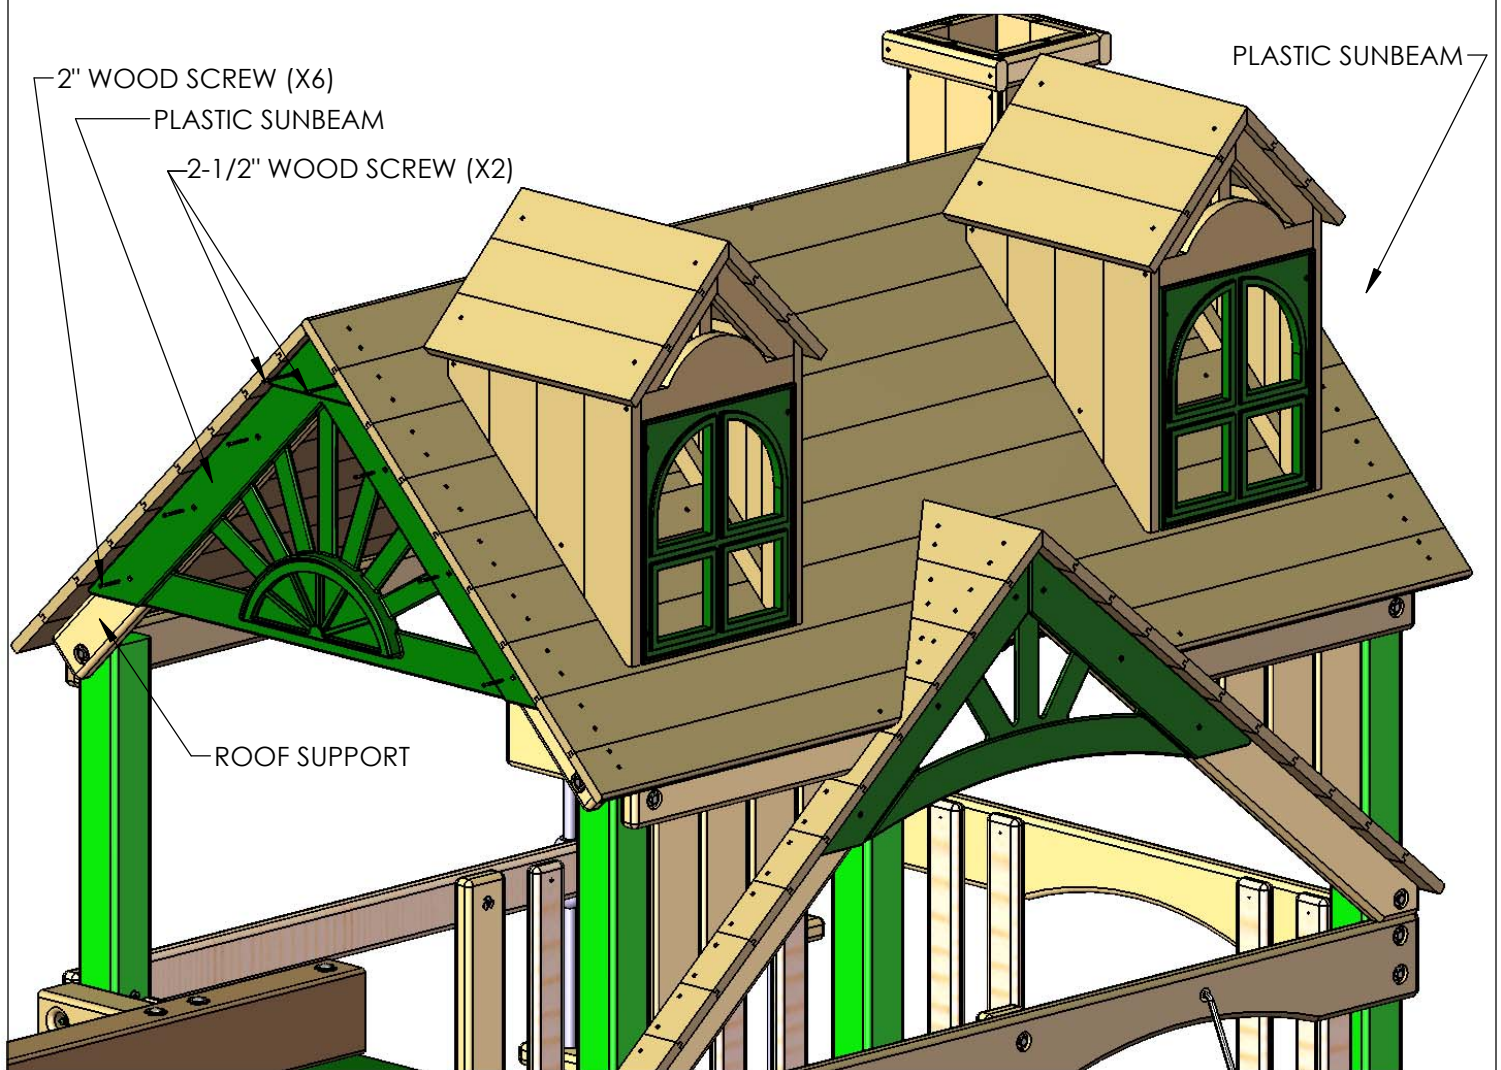 2" WOOD SCREW (X6)
PLASTIC SUNBEAM
2-1/2" WOOD SCREW (X2)
PLASTIC SUNBEAM
ROOF SUPPORT